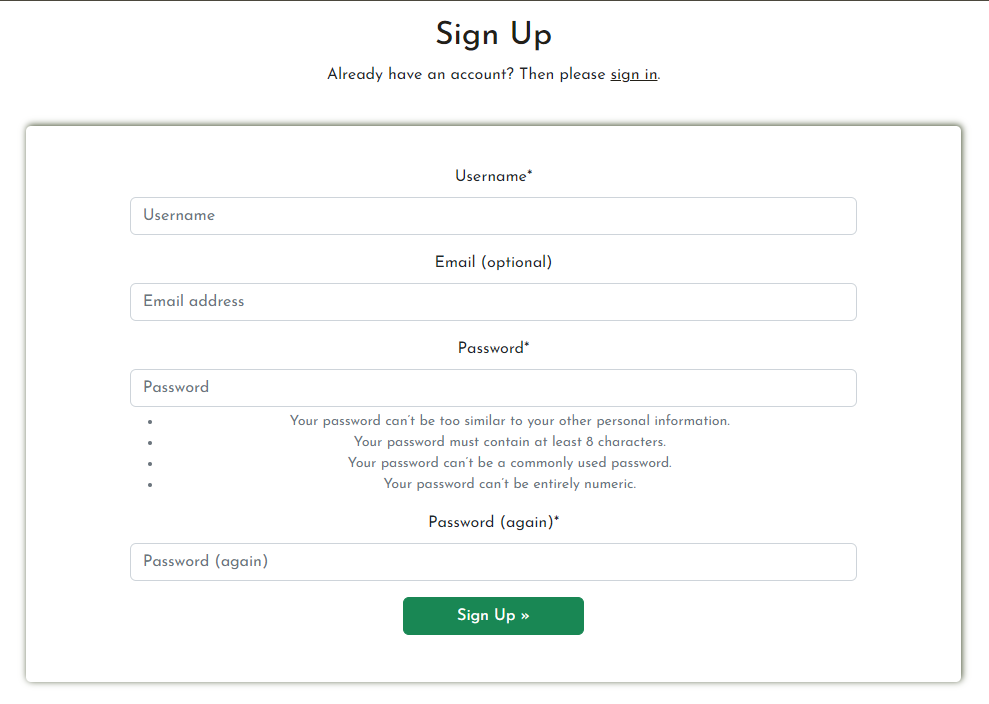 Sign Up
Already have an account? Then please sign in.
Username*
Username
Email (optional)
Email address
Password*
Password
• Your password can't be too similar to your other personal information.
• Your password must contain at least 8 characters.
• Your password can't be a commonly used password.
• Your password can't be entirely numeric.
Password (again)*
Password (again)
Sign Up »